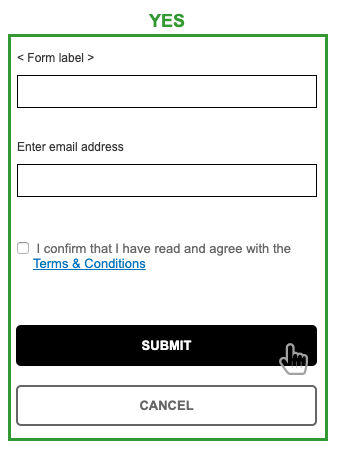 YES
< Form label >
Enter email address
I confirm that I have read and agree with the
Terms & Conditions
SUBMIT
CANCEL